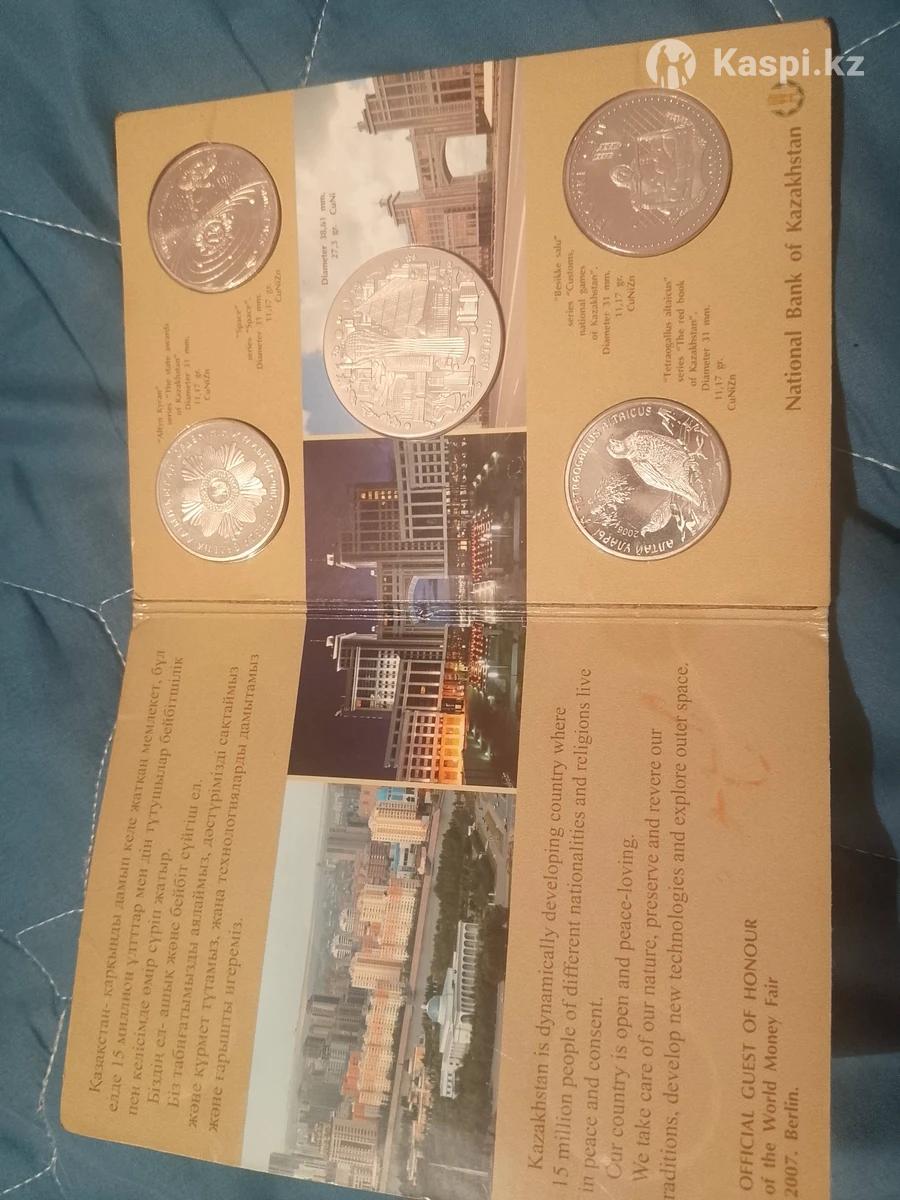 Kaspi.kz
Қазақстан- қарқынды дамып келе жатқан мемлекет, бұл
елде 15 миллион ұлттар мен дін тұтушылар бейбітшілік
пен келісімде өмір сүріп жатыр.
Біздің ел- ашық және бейбіт сүйгіш ел.
Біз табиғатымызды аялаймыз, дәстүрімізді сақтаймыз
және құрмет тұтамыз, жаңа технологияларды дамытамыз
және ғарышты игереміз.
Kazakhstan is dynamically developing country where
15 million people of different nationalities and religions live
in peace and consent.
Our country is open and peace-loving.
We take care of our nature, preserve and revere our
raditions, develop new technologies and explore outer space.
OFFICIAL GUEST OF HONOUR
of the World Money Fair
2007. Berlin.
"Altyn Kyran"
series "The state awards
of Kazakhstan"
Diameter 31 mm.
11,17 gr.
CuNiZn
"Space"
series "Space".
Diameter 31 mm.
11,17 gr.
CuNiZn
Diameter 38,61 mm.
27,3 gr. CuNi
АСТАНА
"Besikke salu"
series "Customs,
national games
of Kazakhstan".
Diameter 31 mm.
11,17 gr.
CuNiZn
"Tetraogallus altaicus"
series "The red book
of Kazakhstan".
Diameter 31 mm.
11,17 gr.
CuNiZn
TETRAOGALLUS ALTAICUS
2006
АЛТАЙ ҰЛАРЫ
National Bank of Kazakhstan